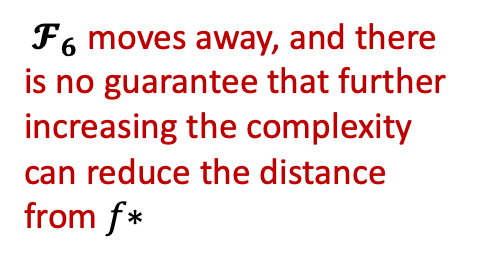 𝓕₆ moves away, and there
is no guarantee that further
increasing the complexity
can reduce the distance
from 𝑓∗